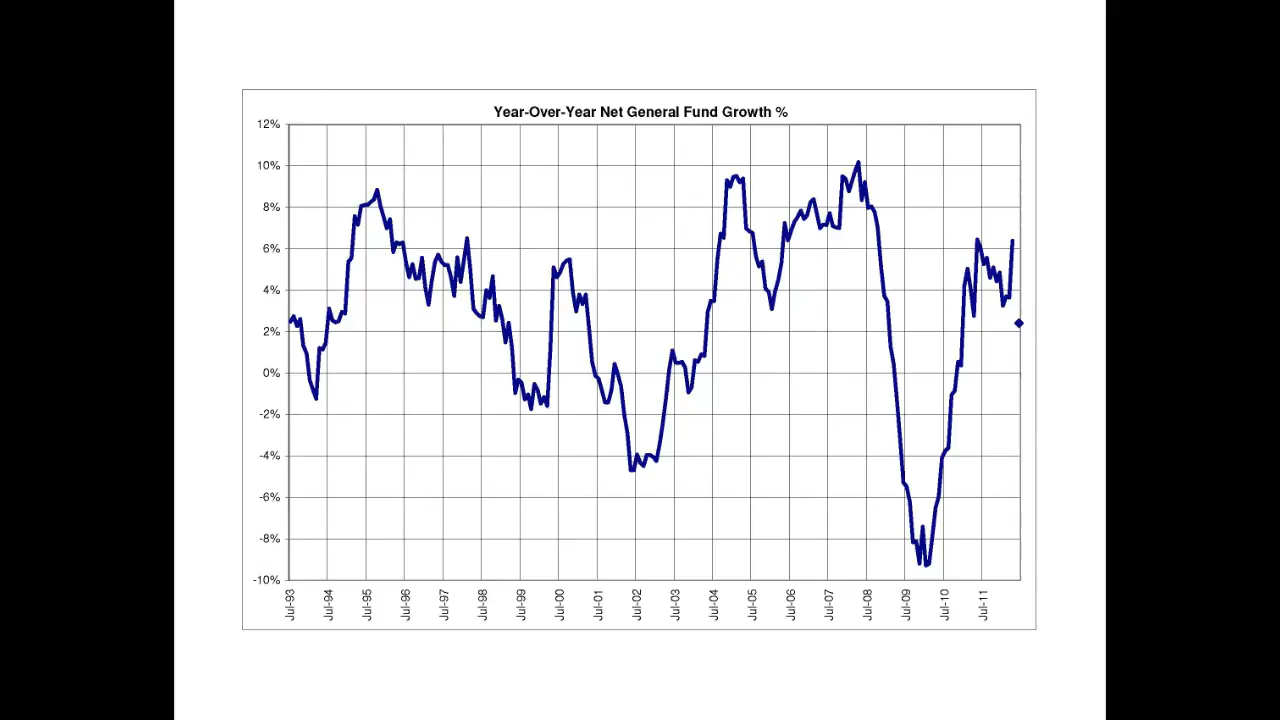 Year-Over-Year Net General Fund Growth %
12%
10%
8%
6%
4%
2%
0%
-2%
-4%
-6%
-8%
-10%
Jul-93
Jul-94
Jul-95
Jul-96
Jul-97
Jul-98
Jul-99
Jul-00
Jul-01
Jul-02
Jul-03
Jul-04
Jul-05
Jul-06
Jul-07
Jul-08
Jul-09
Jul-10
Jul-11